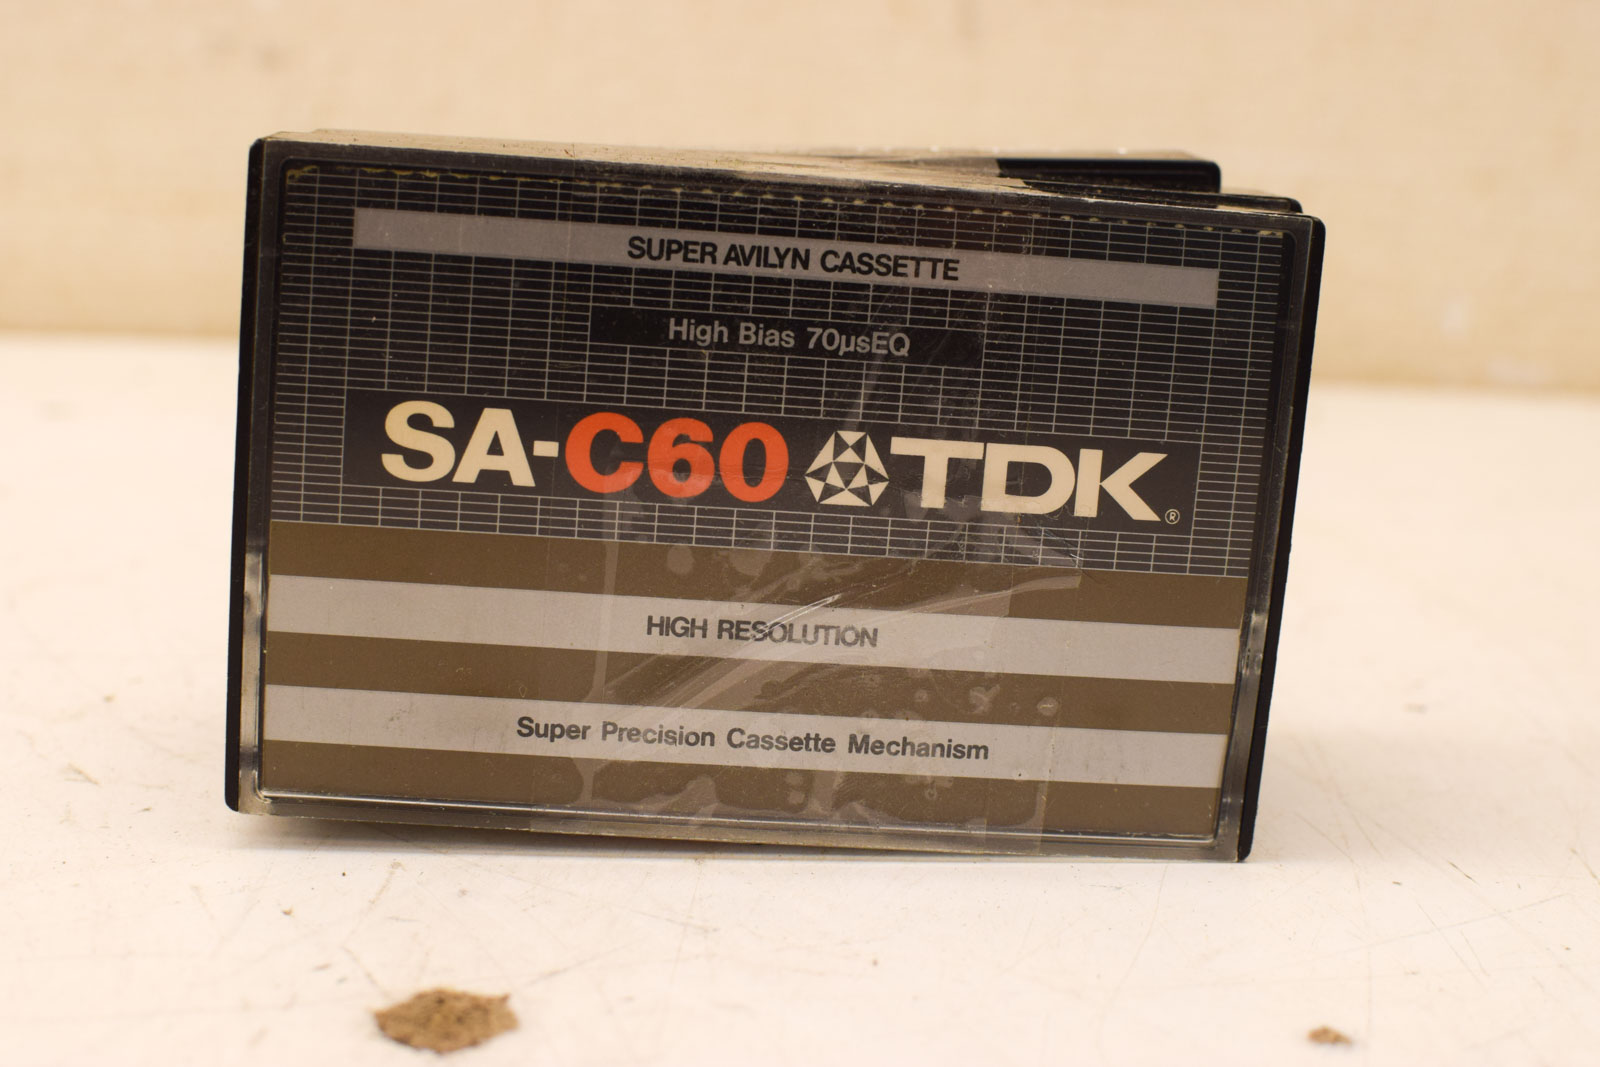 SUPER AVILYN CASSETTE
High Bias 70µsEQ
SA-C60 TDK®
HIGH RESOLUTION
Super Precision Cassette Mechanism